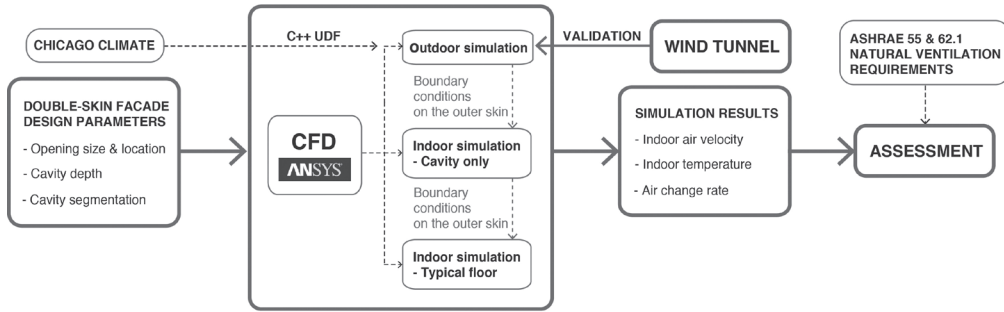 CHICAGO CLIMATE
C++ UDF
DOUBLE-SKIN FACADE
DESIGN PARAMETERS
- Opening size & location
- Cavity depth
- Cavity segmentation
CFD
ANSYS
Outdoor simulation
Boundary
conditions
on the outer skin
Indoor simulation
- Cavity only
Boundary
conditions
on the outer skin
Indoor simulation
- Typical floor
VALIDATION
WIND TUNNEL
SIMULATION RESULTS
- Indoor air velocity
- Indoor temperature
- Air change rate
ASHRAE 55 & 62.1
NATURAL VENTILATION
REQUIREMENTS
ASSESSMENT